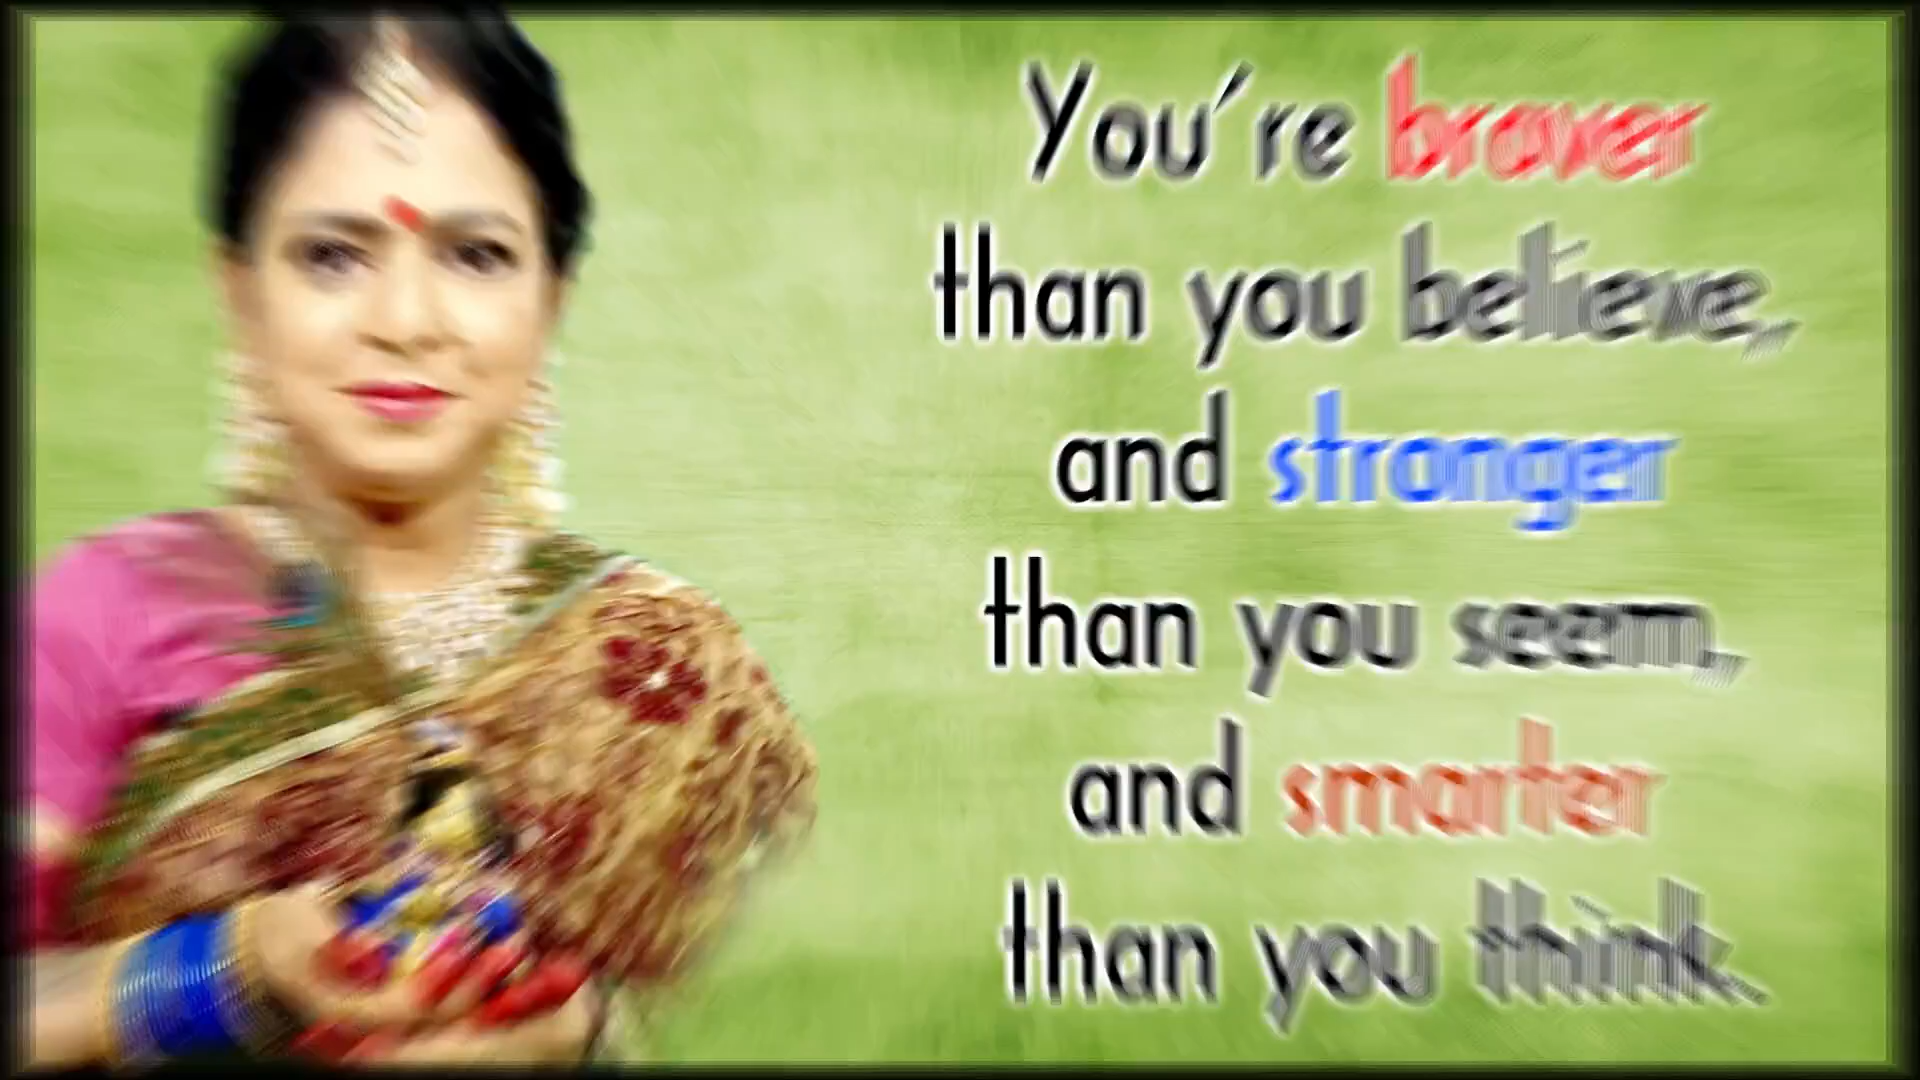 You're braver
than you believe,
and stronger
than you seem,
and smarter
than you think.